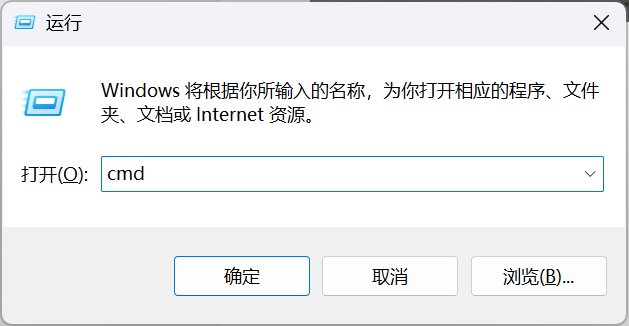 运行
Windows 将根据你所输入的名称，为你打开相应的程序、文件
夹、文档或 Internet 资源。
打开(O): cmd
确定 取消 浏览(B)...